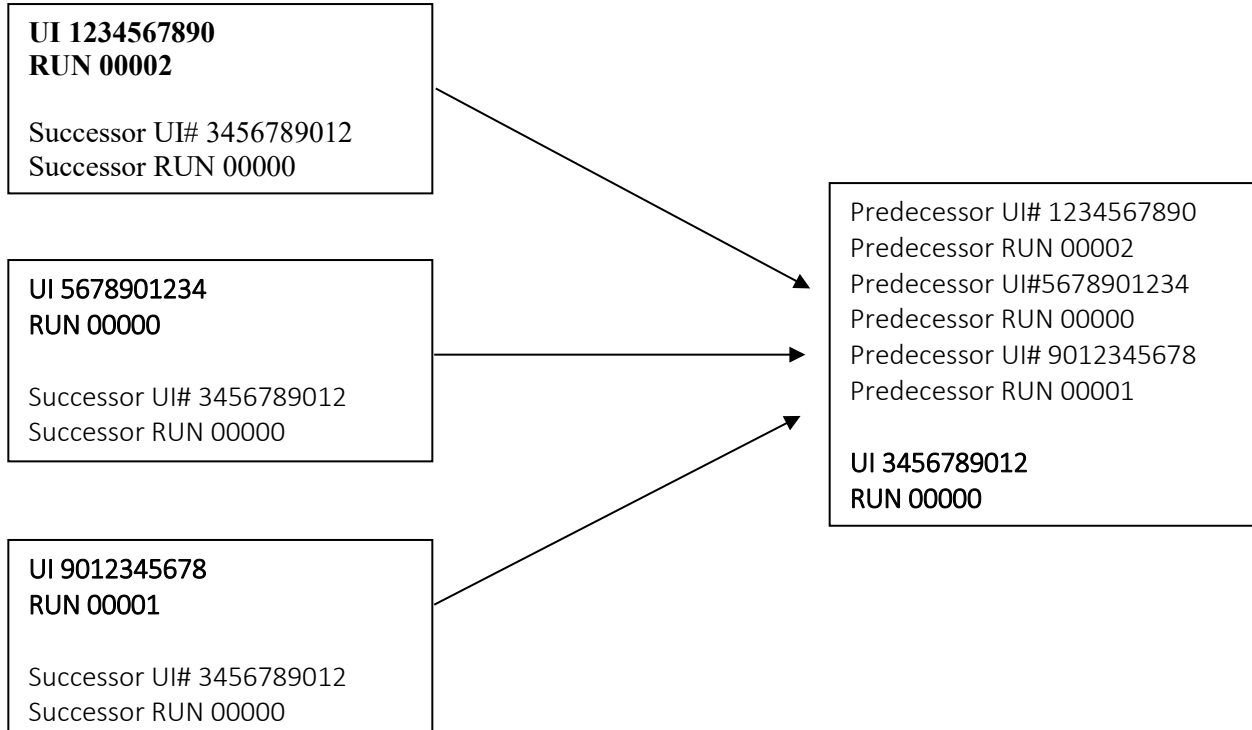 UI 1234567890
RUN 00002
Successor UI# 3456789012
Successor RUN 00000
UI 5678901234
RUN 00000
Successor UI# 3456789012
Successor RUN 00000
UI 9012345678
RUN 00001
Successor UI# 3456789012
Successor RUN 00000
Predecessor UI# 1234567890
Predecessor RUN 00002
Predecessor UI#5678901234
Predecessor RUN 00000
Predecessor UI# 9012345678
Predecessor RUN 00001
UI 3456789012
RUN 00000